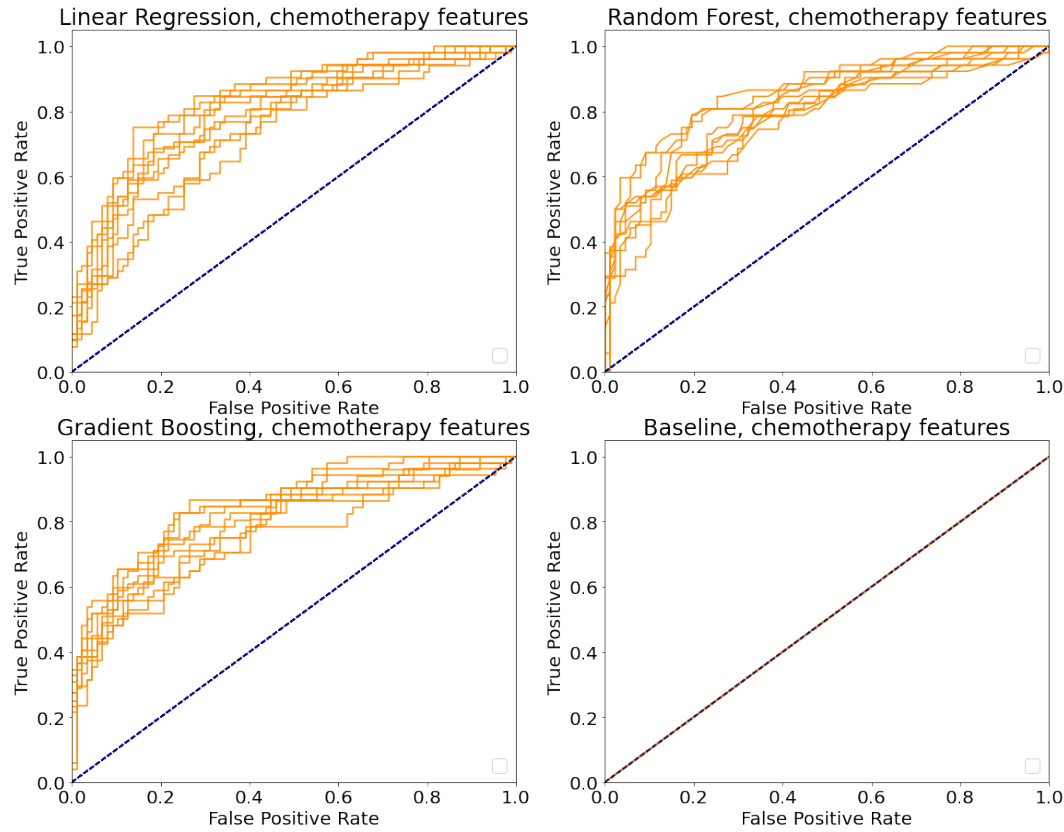 Linear Regression, chemotherapy features
1.0
0.8
0.6
0.4
0.2
0.0
True Positive Rate
0.0 0.2 0.4 0.6 0.8 1.0
False Positive Rate
Random Forest, chemotherapy features
1.0
0.8
0.6
0.4
0.2
0.0
True Positive Rate
0.0 0.2 0.4 0.6 0.8 1.0
False Positive Rate
Gradient Boosting, chemotherapy features
1.0
0.8
0.6
0.4
0.2
0.0
True Positive Rate
0.0 0.2 0.4 0.6 0.8 1.0
False Positive Rate
Baseline, chemotherapy features
1.0
0.8
0.6
0.4
0.2
0.0
True Positive Rate
0.0 0.2 0.4 0.6 0.8 1.0
False Positive Rate